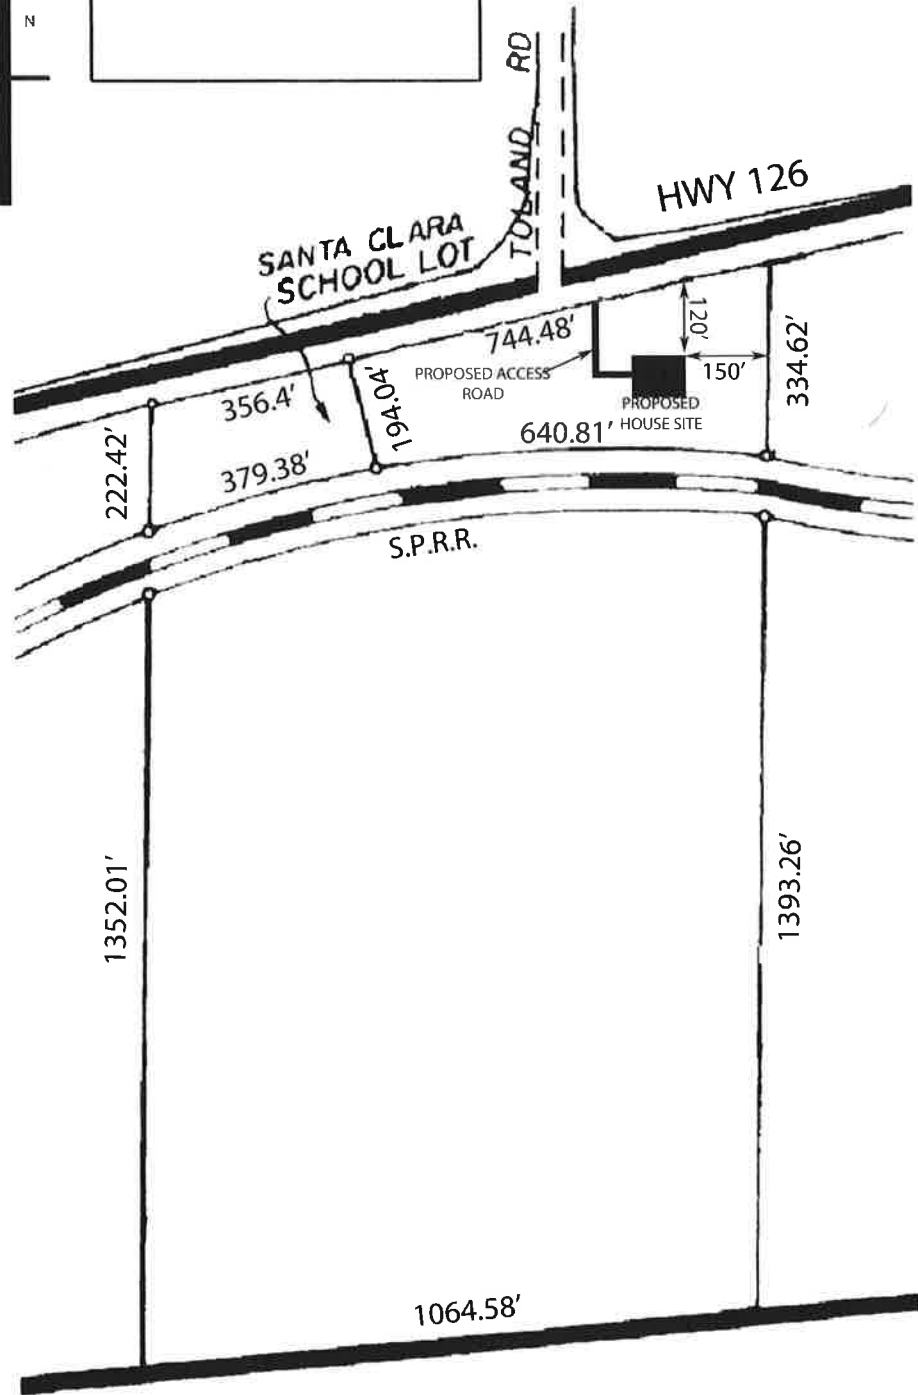 N
TOLAND RD
HWY 126
SANTA CLARA
SCHOOL LOT
744.48'
120'
334.62'
PROPOSED ACCESS
ROAD
150'
356.4'
194.04'
PROPOSED
HOUSE SITE
640.81'
222.42'
379.38'
S.P.R.R.
1352.01'
1393.26'
1064.58'